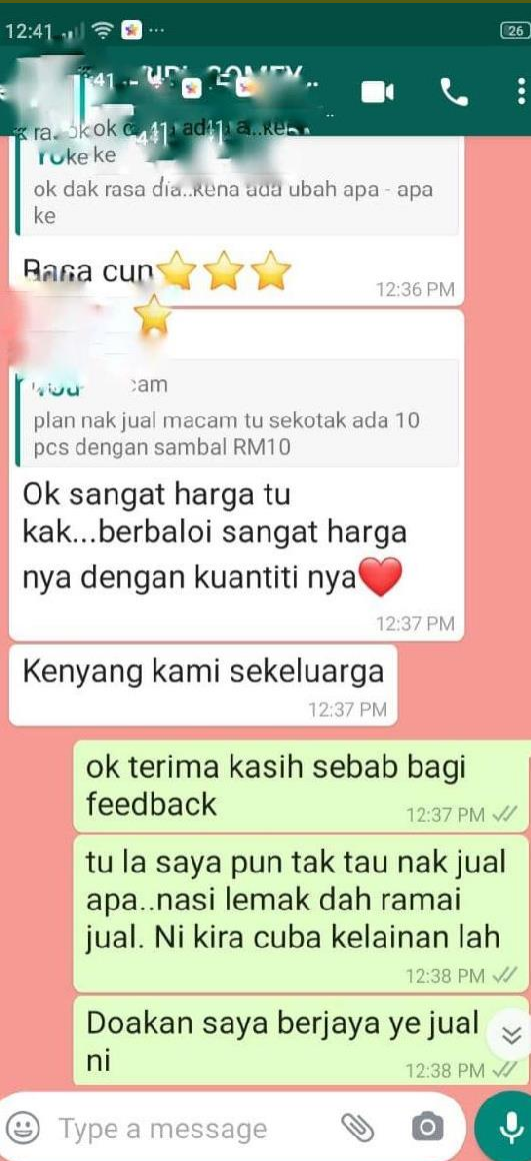 12:41
26
ok dak rasa dia..kena ada ubah apa - apa
ke
Rasa cun
12:36 PM
plan nak jual macam tu sekotak ada 10
pcs dengan sambal RM10
Ok sangat harga tu
kak...berbaloi sangat harga
nya dengan kuantiti nya
12:37 PM
Kenyang kami sekeluarga
12:37 PM
ok terima kasih sebab bagi
feedback
12:37 PM
tu la saya pun tak tau nak jual
apa..nasi lemak dah ramai
jual. Ni kira cuba kelainan lah
12:38 PM
Doakan saya berjaya ye jual
ni
12:38 PM
Type a message